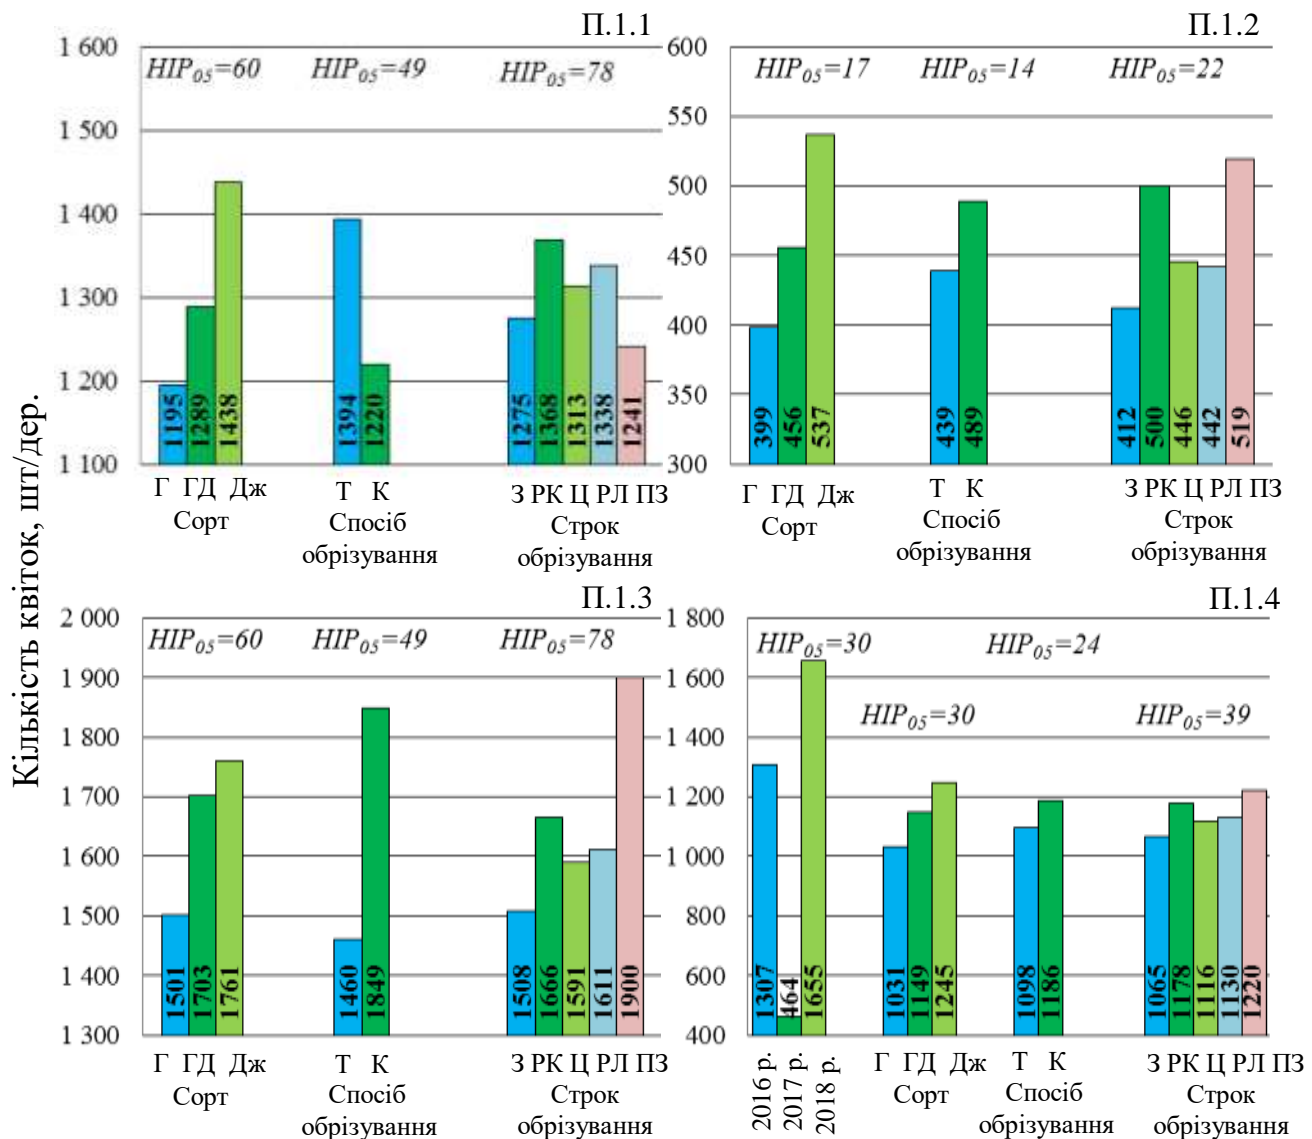 Кількість квіток, шт/дер.
П.1.1
1 600
1 500
1 400
1 300
1 200
1 100
НІР05=60 НІР05=49 НІР05=78
1195 1289 1438 1394 1220 1275 1368 1313 1338 1241
Г ГД Дж Т К З РК Ц РЛ ПЗ
Сорт Спосіб Строк
обрізування обрізування
П.1.2
600
550
500
450
400
350
300
НІР05=17 НІР05=14 НІР05=22
399 456 537 439 489 412 500 446 442 519
Г ГД Дж Т К З РК Ц РЛ ПЗ
Сорт Спосіб Строк
обрізування обрізування
П.1.3
2 000
1 900
1 800
1 700
1 600
1 500
1 400
1 300
НІР05=60 НІР05=49 НІР05=78
1501 1703 1761 1460 1849 1508 1666 1591 1611 1900
Г ГД Дж Т К З РК Ц РЛ ПЗ
Сорт Спосіб Строк
обрізування обрізування
П.1.4
1 800
1 600
1 400
1 200
1 000
800
600
400
НІР05=30 НІР05=24
НІР05=30 НІР05=39
1307 464 1655 1031 1149 1245 1098 1186 1065 1178 1116 1130 1220
2016 р. 2017 р. 2018 р. Г ГД Дж Т К З РК Ц РЛ ПЗ
Сорт Спосіб Строк
обрізування обрізування